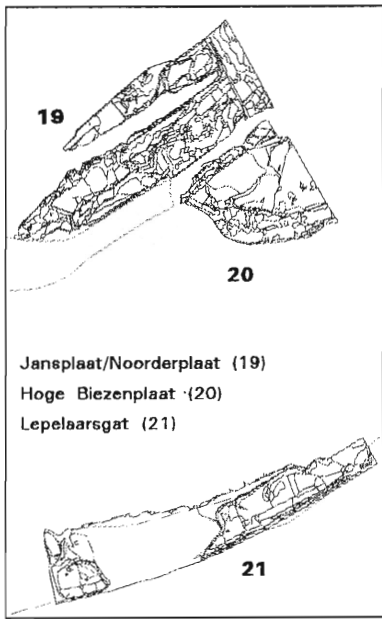 19
20
Jansplaat/Noorderplaat (19)
Hoge Biezenplaat (20)
Lepelaarsgat (21)
21